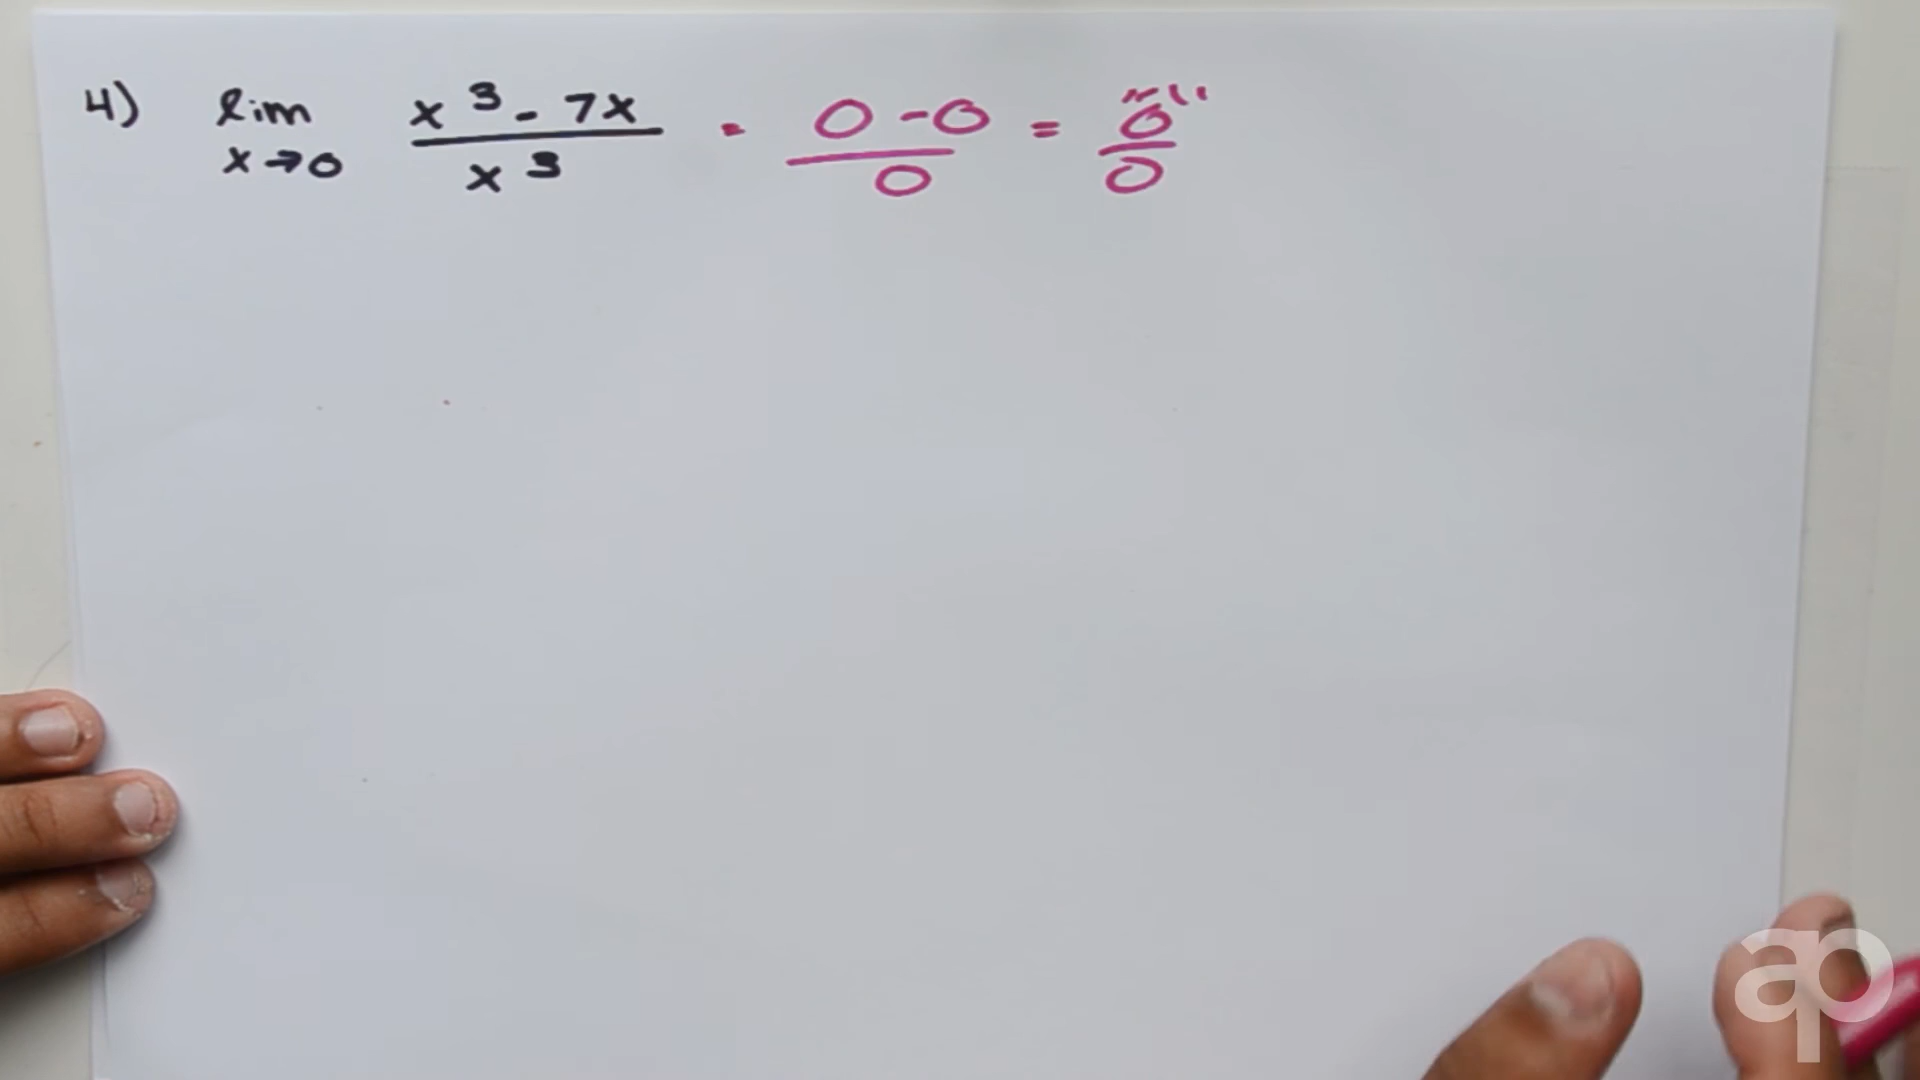 4) lim x→0 x³ - 7x / x³ = 0 - 0 / 0 = "0/0"
ap